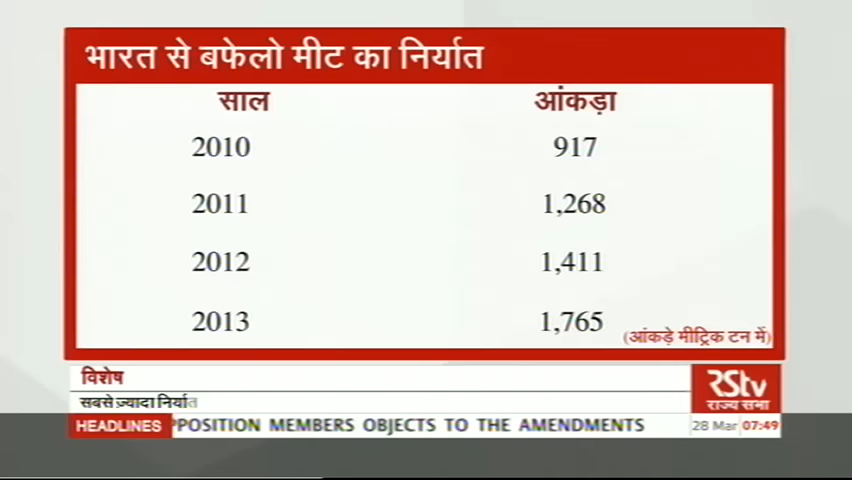 भारत से बफेलो मीट का निर्यात
साल आंकड़ा
2010 917
2011 1,268
2012 1,411
2013 1,765
(आंकड़े मीट्रिक टन में)
विशेष
सबसे ज़्यादा निर्यात
RStv
राज्य सभा
HEADLINES PPOSITION MEMBERS OBJECTS TO THE AMENDMENTS 28 Mar 07:49